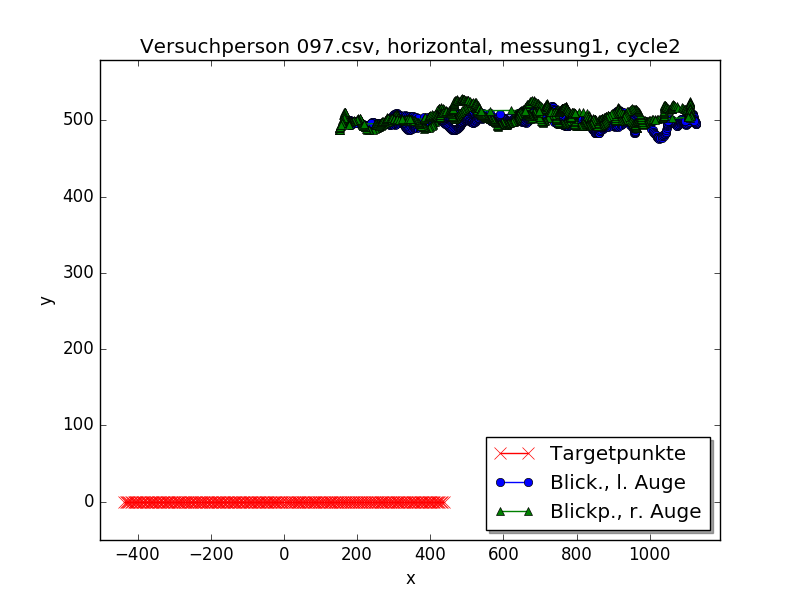 Versuchperson 097.csv, horizontal, messung1, cycle2
y
500
400
300
200
100
0
−400
−200
0
200
400
600
800
1000
x
Targetpunkte
Blick., l. Auge
Blickp., r. Auge